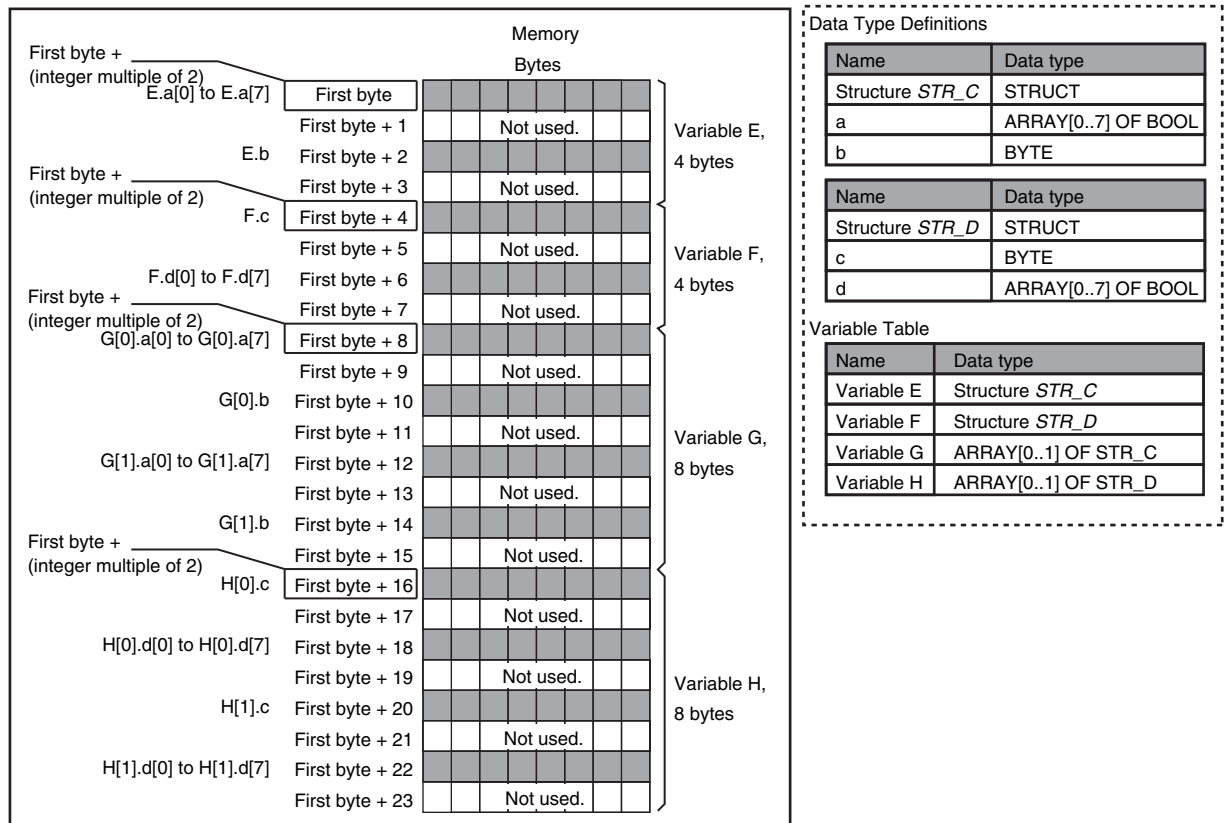 Memory
Bytes
First byte +
(integer multiple of 2)
E.a[0] to E.a[7] First byte
First byte + 1 Not used.
E.b First byte + 2
First byte + 3 Not used.
Variable E,
4 bytes
First byte +
(integer multiple of 2)
F.c First byte + 4
First byte + 5 Not used.
F.d[0] to F.d[7] First byte + 6
First byte + 7 Not used.
Variable F,
4 bytes
First byte +
(integer multiple of 2)
G[0].a[0] to G[0].a[7] First byte + 8
First byte + 9 Not used.
G[0].b First byte + 10
First byte + 11 Not used.
G[1].a[0] to G[1].a[7] First byte + 12
First byte + 13 Not used.
G[1].b First byte + 14
First byte + 15 Not used.
Variable G,
8 bytes
First byte +
(integer multiple of 2)
H[0].c First byte + 16
First byte + 17 Not used.
H[0].d[0] to H[0].d[7] First byte + 18
First byte + 19 Not used.
H[1].c First byte + 20
First byte + 21 Not used.
H[1].d[0] to H[1].d[7] First byte + 22
First byte + 23 Not used.
Variable H,
8 bytes
Data Type Definitions
Name Data type
Structure STR_C STRUCT
a ARRAY[0..7] OF BOOL
b BYTE
Name Data type
Structure STR_D STRUCT
c BYTE
d ARRAY[0..7] OF BOOL
Variable Table
Name Data type
Variable E Structure STR_C
Variable F Structure STR_D
Variable G ARRAY[0..1] OF STR_C
Variable H ARRAY[0..1] OF STR_D